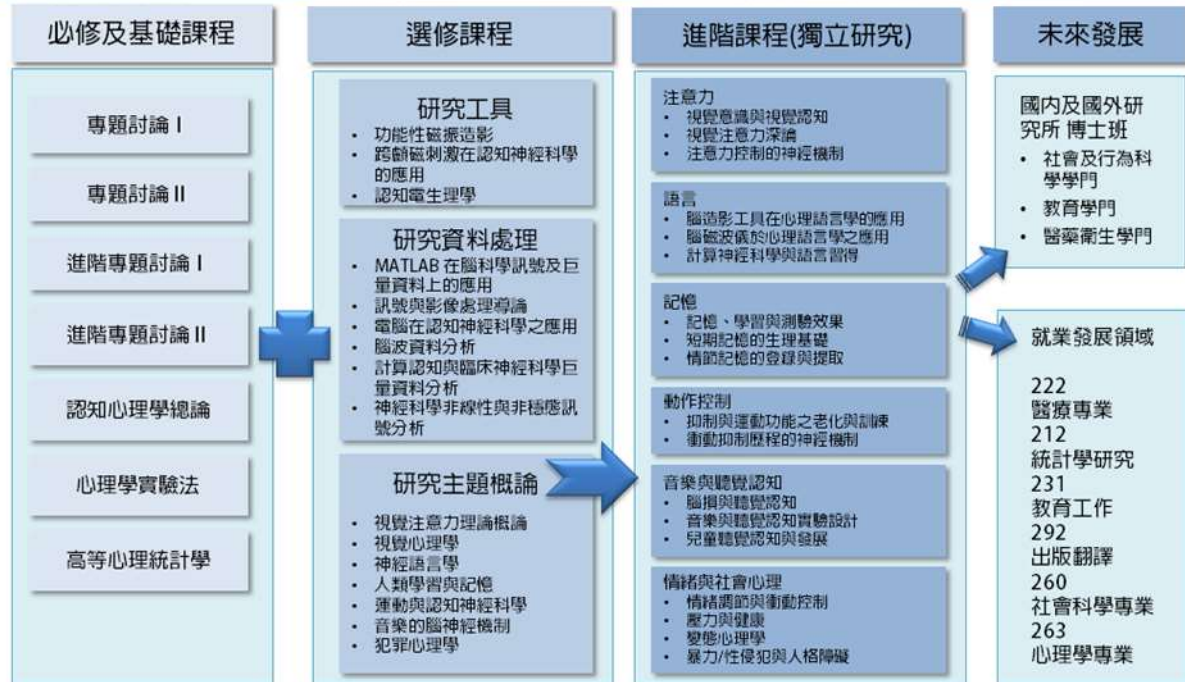 必修及基礎課程
專題討論 I
專題討論 II
進階專題討論 I
進階專題討論 II
認知心理學總論
心理學實驗法
高等心理統計學
選修課程
研究工具
• 功能性磁振造影
• 跨顱磁刺激在認知神經科學
的應用
• 認知電生理學
研究資料處理
• MATLAB 在腦科學訊號及巨
量資料上的應用
• 訊號與影像處理導論
• 電腦在認知神經科學之應用
• 腦波資料分析
• 計算認知與臨床神經科學巨
量資料分析
• 神經科學非線性與非穩態訊
號分析
研究主題概論
• 視覺注意力理論概論
• 視覺心理學
• 神經語言學
• 人類學習與記憶
• 運動與認知神經科學
• 音樂的腦神經機制
• 犯罪心理學
進階課程(獨立研究)
注意力
• 視覺意識與視覺認知
• 視覺注意力深論
• 注意力控制的神經機制
語言
• 腦造影工具在心理語言學的應用
• 腦磁波儀於心理語言學之應用
• 計算神經科學與語言習得
記憶
• 記憶、學習與測驗效果
• 短期記憶的生理基礎
• 情節記憶的登錄與提取
動作控制
• 抑制與運動功能之老化與訓練
• 衝動抑制歷程的神經機制
音樂與聽覺認知
• 腦損與聽覺認知
• 音樂與聽覺認知實驗設計
• 兒童聽覺認知與發展
情緒與社會心理
• 情緒調節與衝動控制
• 壓力與健康
• 變態心理學
• 暴力/性侵犯與人格障礙
未來發展
國內及國外研
究所 博士班
• 社會及行為科
學學門
• 教育學門
• 醫藥衛生學門
就業發展領域
222
醫療專業
212
統計學研究
231
教育工作
292
出版翻譯
260
社會科學專業
263
心理學專業